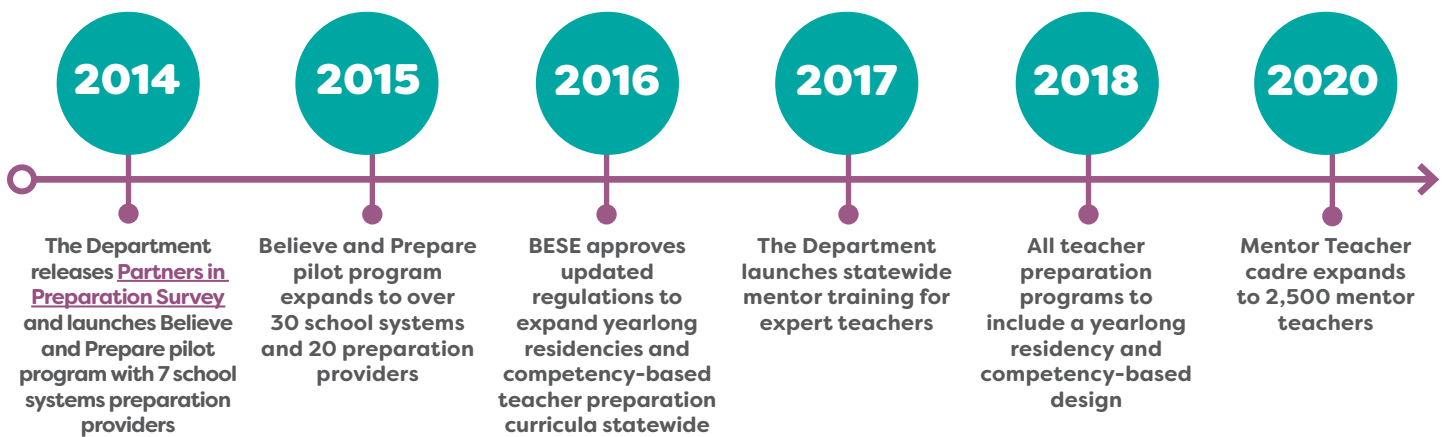 2014
The Department
releases Partners in
Preparation Survey
and launches Believe
and Prepare pilot
program with 7 school
systems preparation
providers
2015
Believe and Prepare
pilot program
expands to over
30 school systems
and 20 preparation
providers
2016
BESE approves
updated
regulations to
expand yearlong
residencies and
competency-based
teacher preparation
curricula statewide
2017
The Department
launches statewide
mentor training for
expert teachers
2018
All teacher
preparation
programs to
include a yearlong
residency and
competency-based
design
2020
Mentor Teacher
cadre expands
to 2,500 mentor
teachers